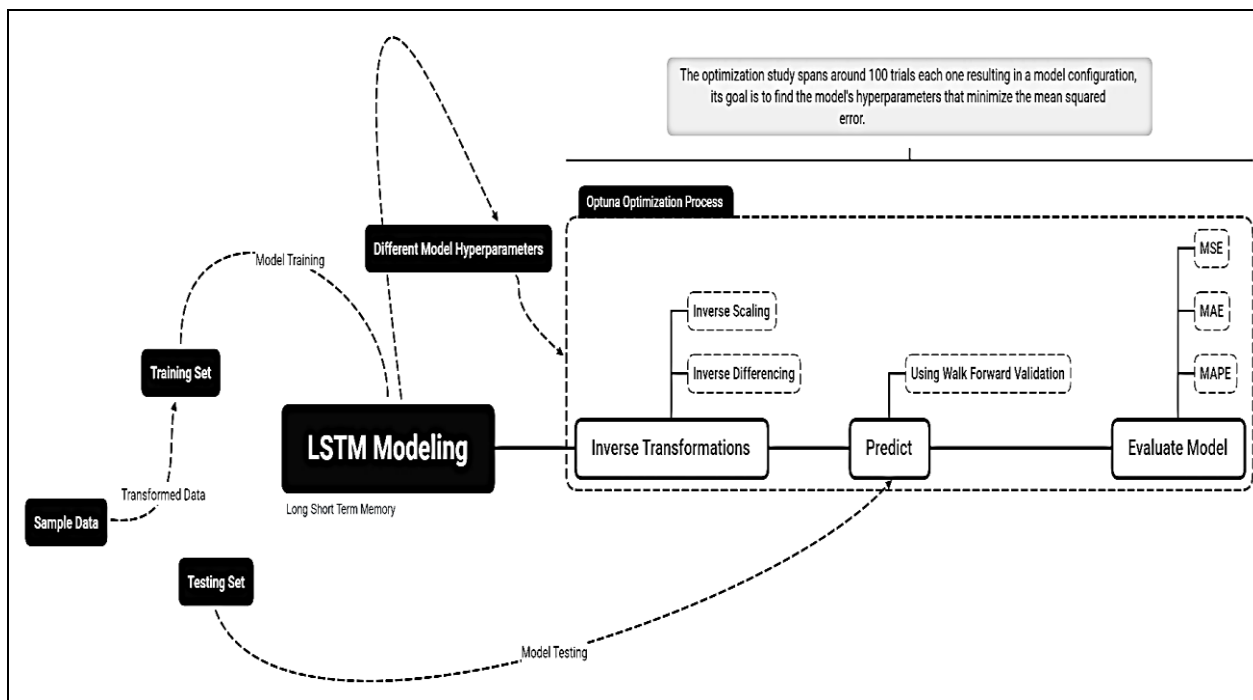 The optimization study spans around 100 trials each one resulting in a model configuration,
its goal is to find the model's hyperparameters that minimize the mean squared
error.
Optuna Optimization Process
Different Model Hyperparameters
MSE
Model Training
Inverse Scaling
MAE
Training Set
Inverse Differencing
Using Walk Forward Validation
MAPE
LSTM Modeling
Inverse Transformations
Predict
Evaluate Model
Transformed Data
Long Short Term Memory
Sample Data
Testing Set
Model Testing